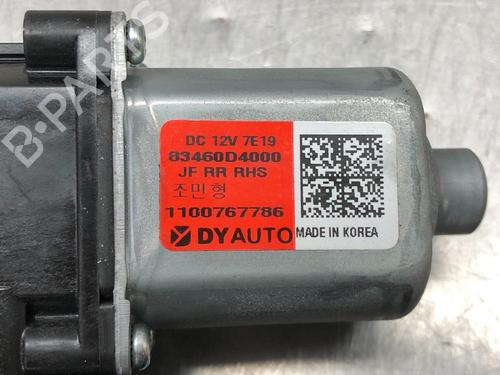 B-PARTS
DC 12V 7E19
83460D4000
JF RR RHS
조민형
1100767786
DYAUTO
MADE IN KOREA